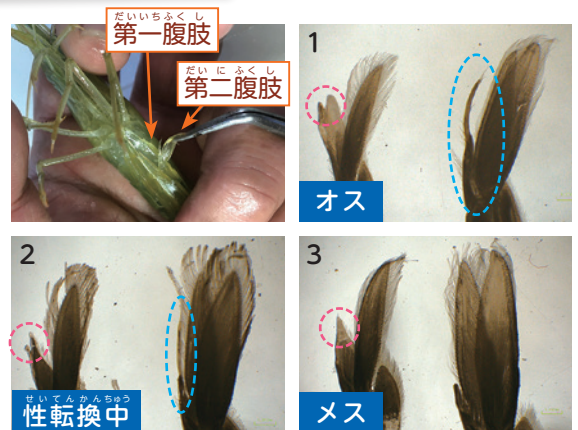 だいいちふくし
第一腹肢
だいにふくし
第二腹肢
1
オス
2
せいてんかんちゅう
性転換中
3
メス